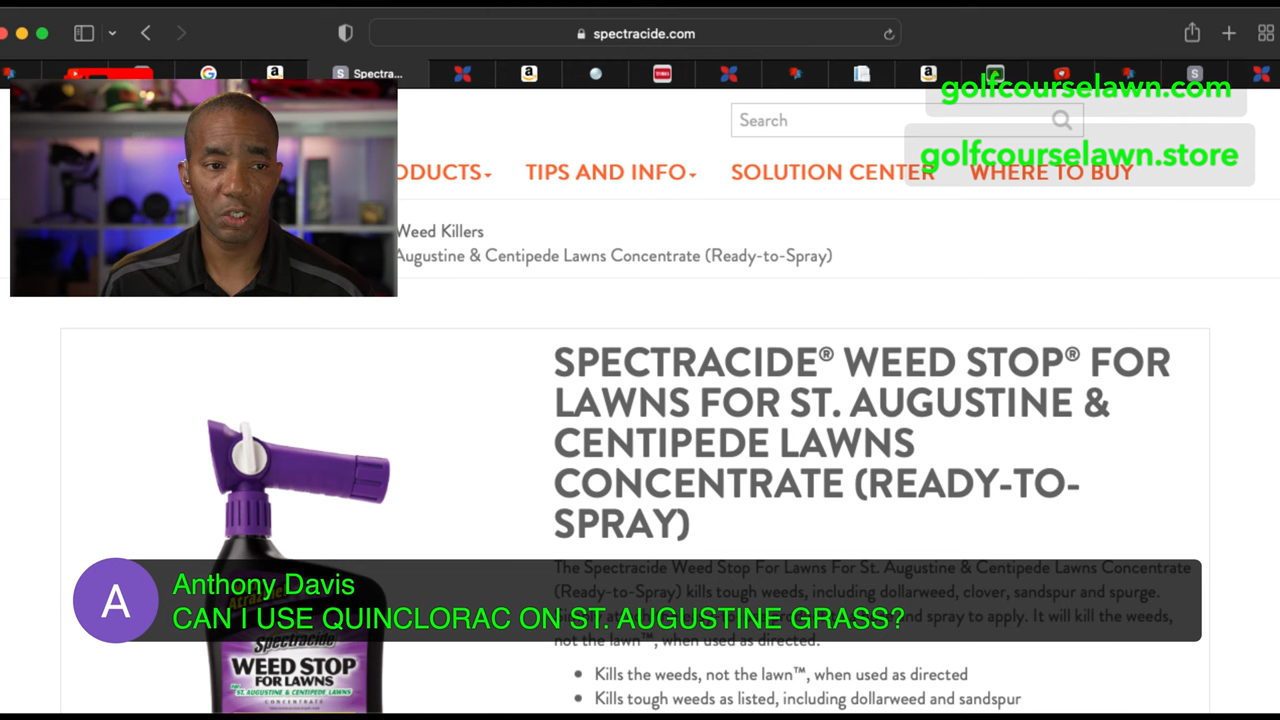 spectracide.com
Spectra...
golfcourselawn.com
Search
golfcourselawn.store
ODUCTS
TIPS AND INFO
SOLUTION CENTER
WHERE TO BUY
Weed Killers
Augustine & Centipede Lawns Concentrate (Ready-to-Spray)
SPECTRACIDE® WEED STOP® FOR
LAWNS FOR ST. AUGUSTINE &
CENTIPEDE LAWNS
CONCENTRATE (READY-TO-
SPRAY)
The Spectracide Weed Stop For Lawns For St. Augustine & Centipede Lawns Concentrate
(Ready-to-Spray) kills tough weeds, including dollarweed, clover, sandspur and spurge.
and spray to apply. It will kill the weeds,
not the lawn™, when used as directed.
A
Anthony Davis
CAN I USE QUINCLORAC ON ST. AUGUSTINE GRASS?
Spectracide
WEED STOP
FOR LAWNS
ST. AUGUSTINE & CENTIPEDE LAWNS
CONCENTRATE
• Kills the weeds, not the lawn™, when used as directed
• Kills tough weeds as listed, including dollarweed and sandspur